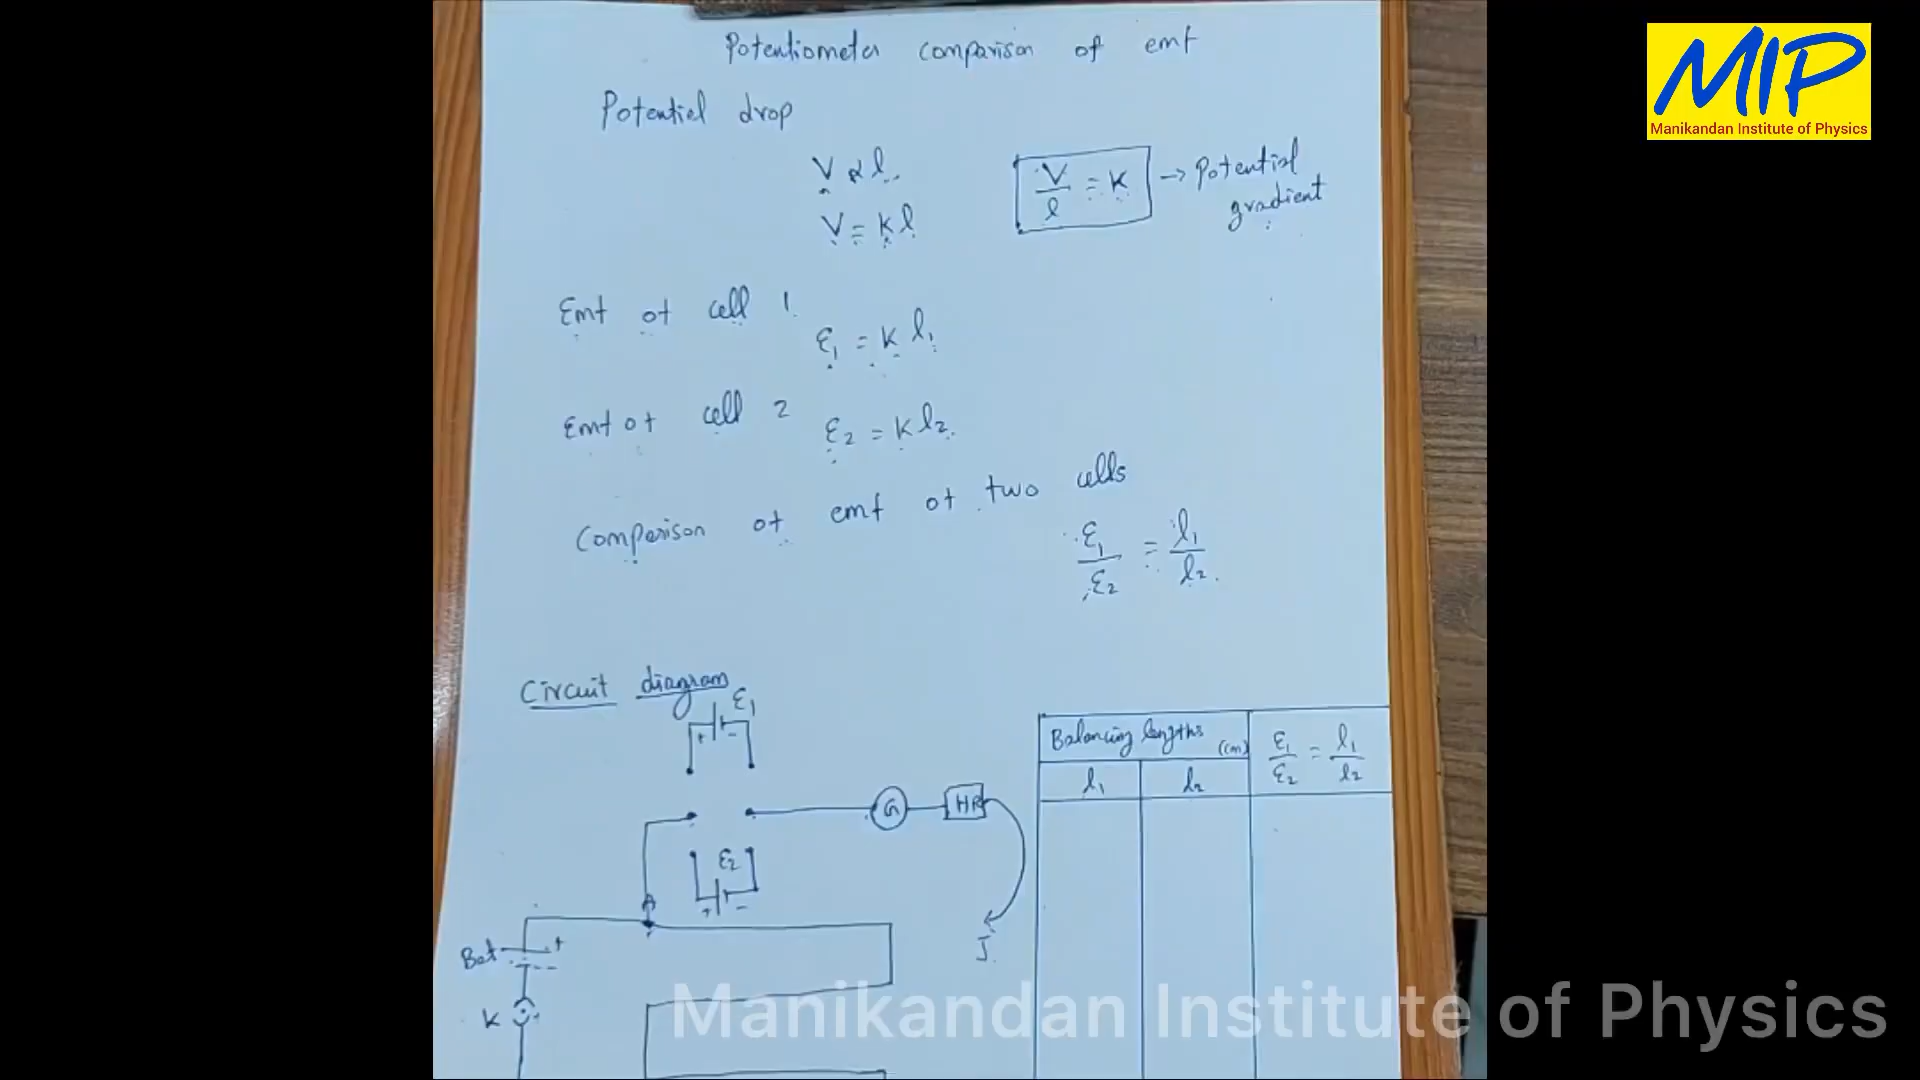 MIP
Manikandan Institute of Physics
Potentiometer comparison of emf
Potential drop
V ∝ l
V = Kl
V/l = K → Potential gradient
Emf of cell 1
ε₁ = K l₁
Emf of cell 2
ε₂ = K l₂
Comparison of emf of two cells
ε₁/ε₂ = l₁/l₂
Circuit diagram
ε₁
+ -
G
HR
ε₂
+ -
A
J
Bat
+
-
K
Balancing lengths (cm)
l₁
l₂
ε₁/ε₂ = l₁/l₂
Manikandan Institute of Physics